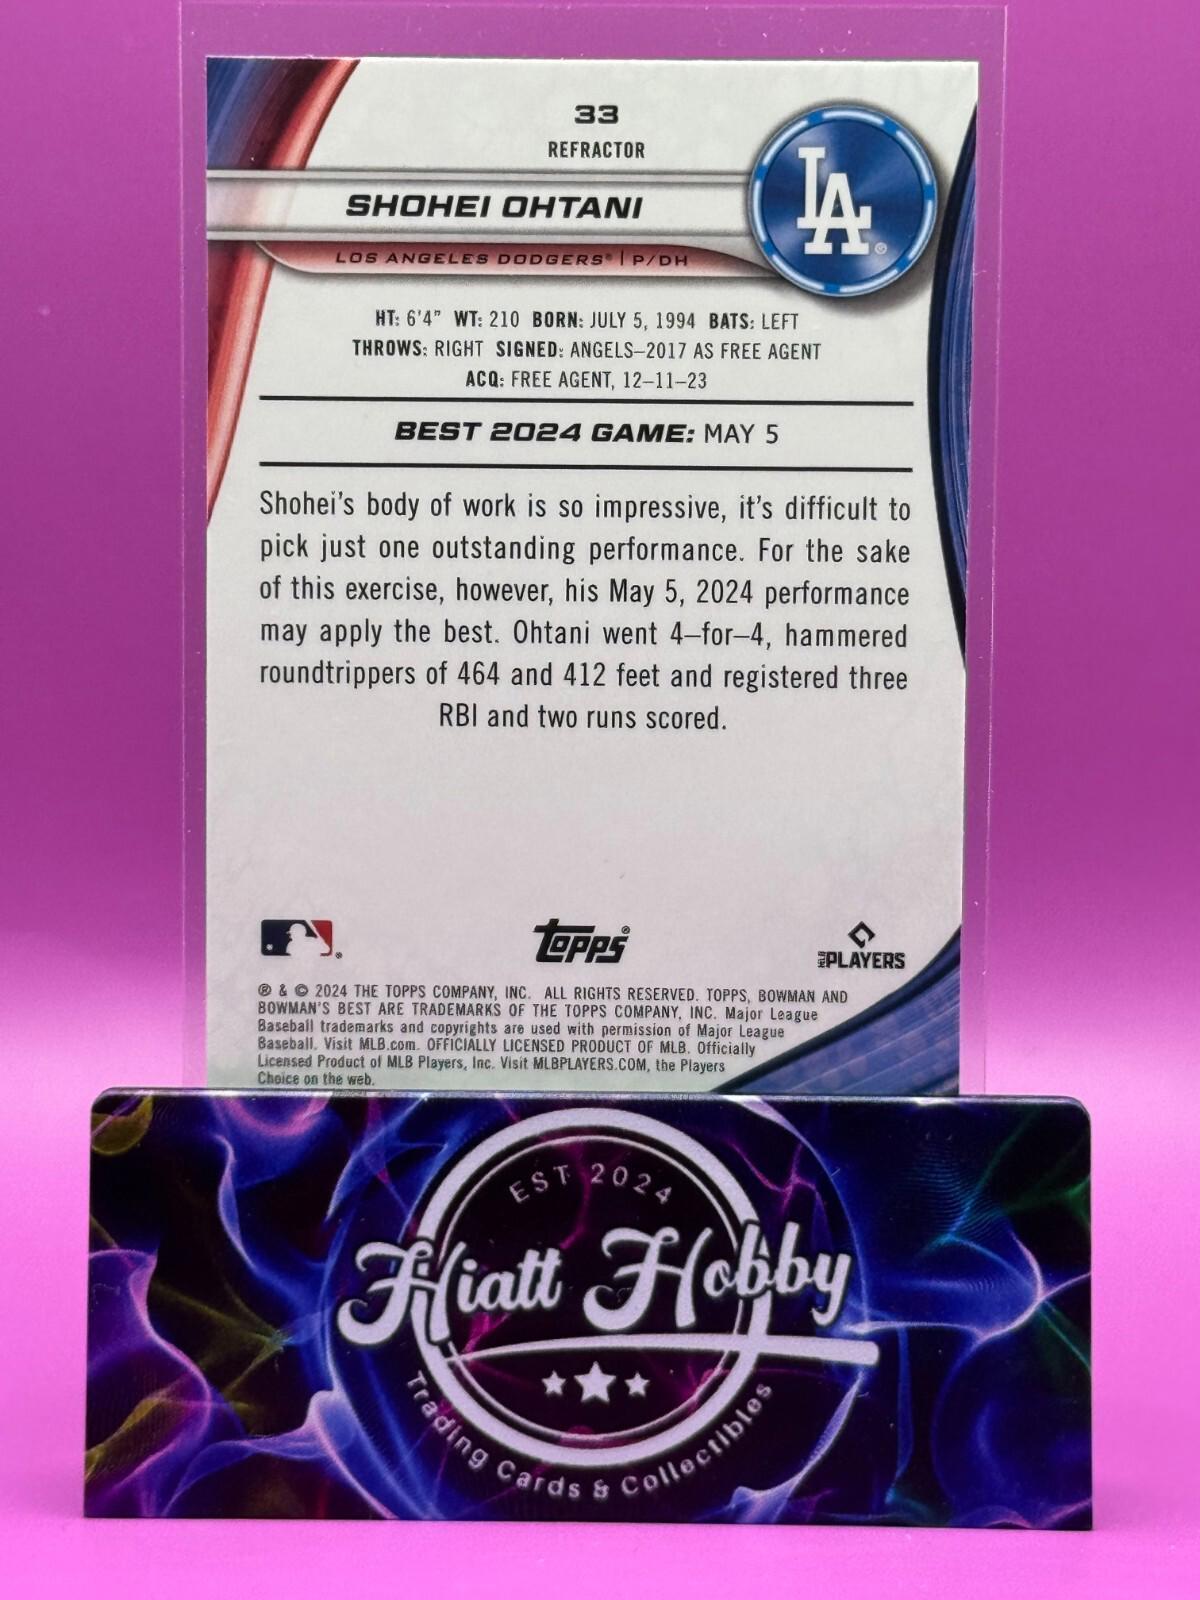 33
REFRACTOR
SHOHEI OHTANI
LA®
LOS ANGELES DODGERS® | P/DH
HT: 6'4" WT: 210 BORN: JULY 5, 1994 BATS: LEFT
THROWS: RIGHT SIGNED: ANGELS–2017 AS FREE AGENT
ACQ: FREE AGENT, 12–11–23
BEST 2024 GAME: MAY 5
Shohei's body of work is so impressive, it's difficult to
pick just one outstanding performance. For the sake
of this exercise, however, his May 5, 2024 performance
may apply the best. Ohtani went 4–for–4, hammered
roundtrippers of 464 and 412 feet and registered three
RBI and two runs scored.
topps®
MLB PLAYERS
® & © 2024 THE TOPPS COMPANY, INC. ALL RIGHTS RESERVED. TOPPS, BOWMAN AND
BOWMAN'S BEST ARE TRADEMARKS OF THE TOPPS COMPANY, INC. Major League
Baseball trademarks and copyrights are used with permission of Major League
Baseball. Visit MLB.com. OFFICIALLY LICENSED PRODUCT OF MLB. Officially
Licensed Product of MLB Players, Inc. Visit MLBPLAYERS.COM, the Players
Choice on the web.
EST 2024
Hiatt Hobby
Trading Cards & Collectibles